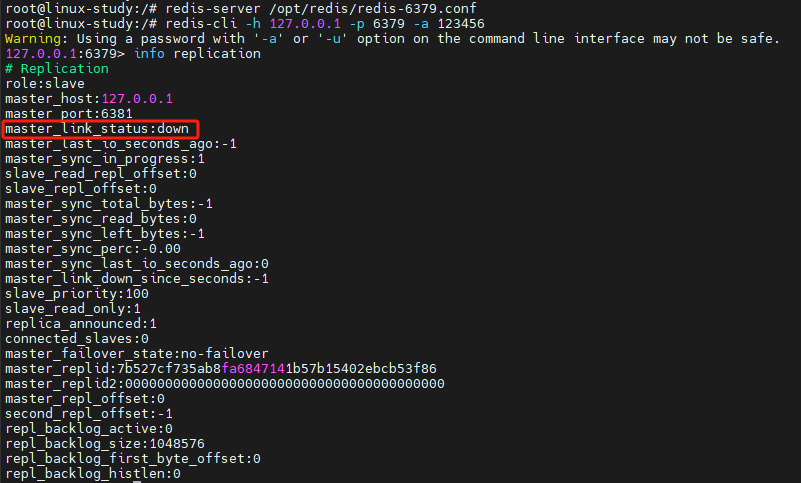 root@linux-study:/# redis-server /opt/redis/redis-6379.conf
root@linux-study:/# redis-cli -h 127.0.0.1 -p 6379 -a 123456
Warning: Using a password with '-a' or '-u' option on the command line interface may not be safe.
127.0.0.1:6379> info replication
# Replication
role:slave
master_host:127.0.0.1
master_port:6381
master_link_status:down
master_last_io_seconds_ago:-1
master_sync_in_progress:1
slave_read_repl_offset:0
slave_repl_offset:0
master_sync_total_bytes:-1
master_sync_read_bytes:0
master_sync_left_bytes:-1
master_sync_perc:-0.00
master_sync_last_io_seconds_ago:0
master_link_down_since_seconds:-1
slave_priority:100
slave_read_only:1
replica_announced:1
connected_slaves:0
master_failover_state:no-failover
master_replid:7b527cf735ab8fa6847141b57b15402ebcb53f86
master_replid2:0000000000000000000000000000000000000000
master_repl_offset:0
second_repl_offset:-1
repl_backlog_active:0
repl_backlog_size:1048576
repl_backlog_first_byte_offset:0
repl_backlog_histlen:0